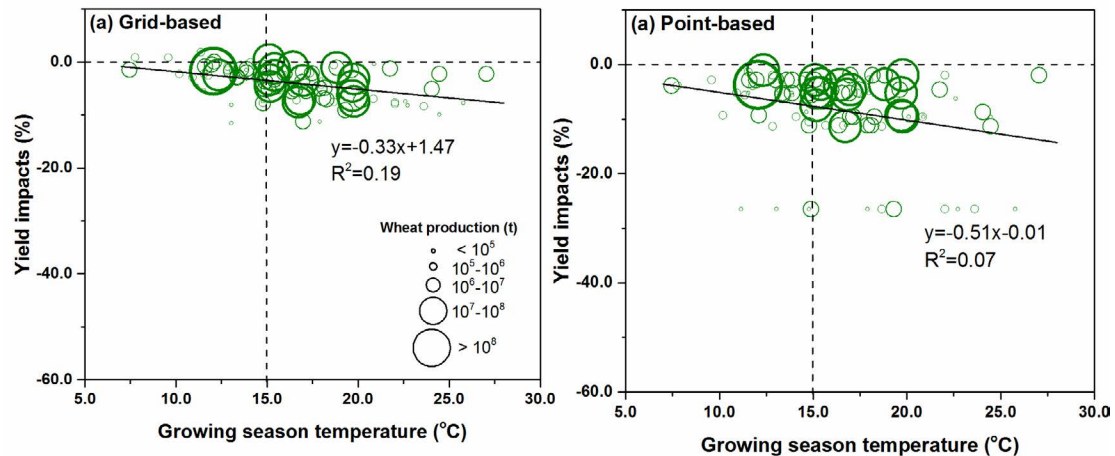 (a) Grid-based
0.0
-20.0
-40.0
-60.0
Yield impacts (%)
y=-0.33x+1.47
R²=0.19
Wheat production (t)
< 10⁵
10⁵-10⁶
10⁶-10⁷
10⁷-10⁸
> 10⁸
5.0 10.0 15.0 20.0 25.0 30.0
Growing season temperature (°C)
(a) Point-based
0.0
-20.0
-40.0
-60.0
Yield impacts (%)
y=-0.51x-0.01
R²=0.07
5.0 10.0 15.0 20.0 25.0 30.0
Growing season temperature (°C)